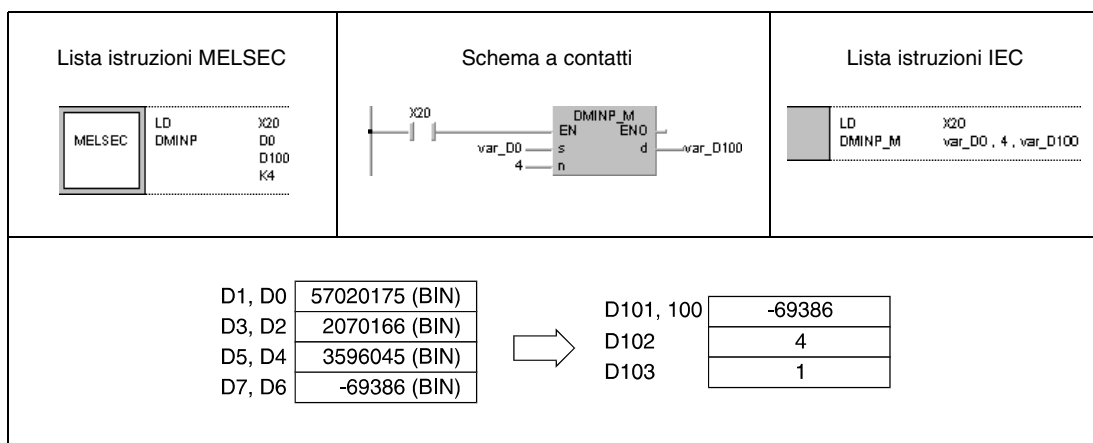 Lista istruzioni MELSEC
MELSEC
LD X20
DMINP D0
D100
K4
Schema a contatti
X20
DMINP_M
EN ENO
var_D0 s d var_D100
4 n
Lista istruzioni IEC
LD X20
DMINP_M var_D0 , 4 , var_D100
D1, D0 57020175 (BIN)
D3, D2 2070166 (BIN)
D5, D4 3596045 (BIN)
D7, D6 -69386 (BIN)
D101, 100 -69386
D102 4
D103 1